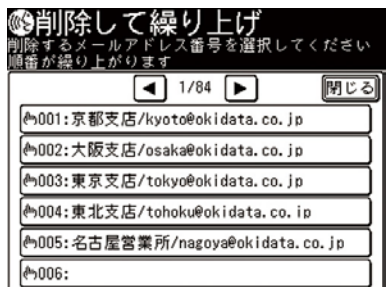 削除して繰り上げ
削除するメールアドレス番号を選択してください
順番が繰り上がります
1/84
閉じる
001:京都支店/kyoto@okidata.co.jp
002:大阪支店/osaka@okidata.co.jp
003:東京支店/tokyo@okidata.co.jp
004:東北支店/tohoku@okidata.co.ip
005:名古屋営業所/nagoya@okidata.co.jp
006: